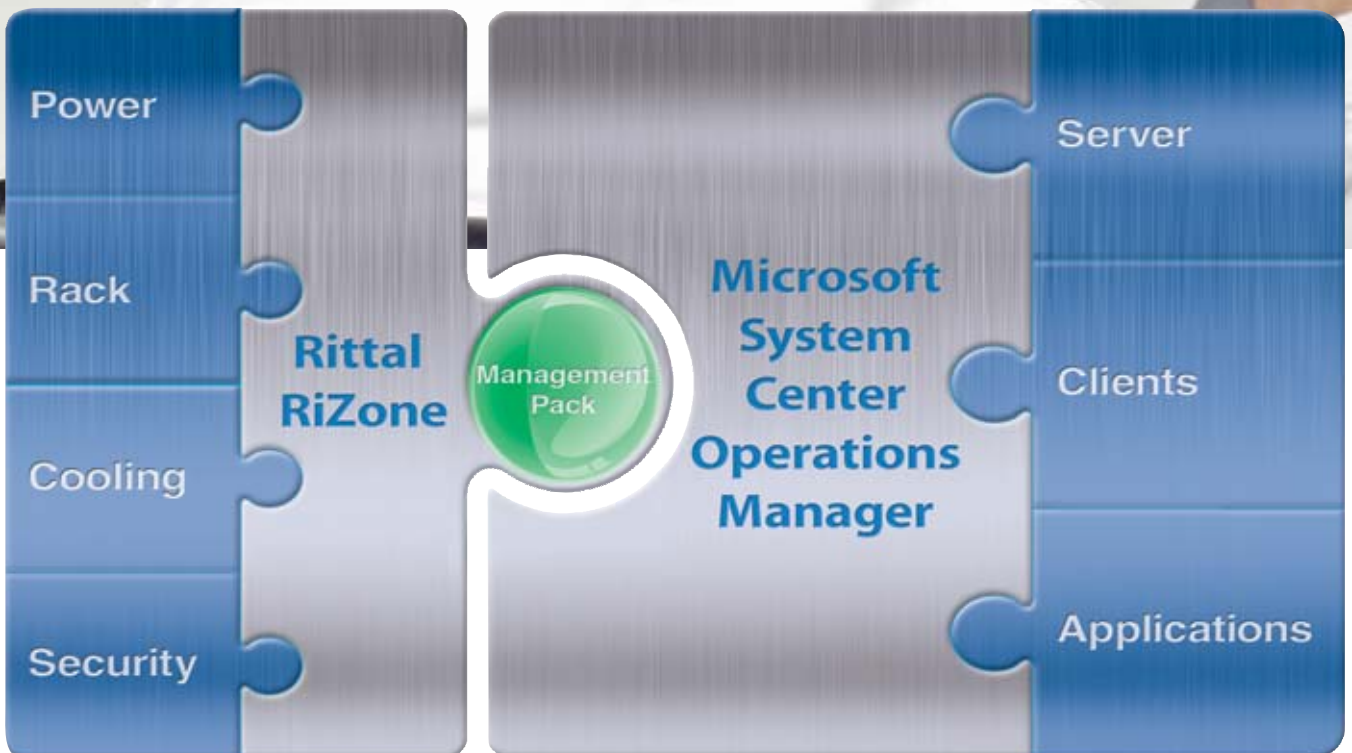 Power
Rack
Cooling
Security
Rittal
RiZone
Management
Pack
Microsoft
System
Center
Operations
Manager
Server
Clients
Applications